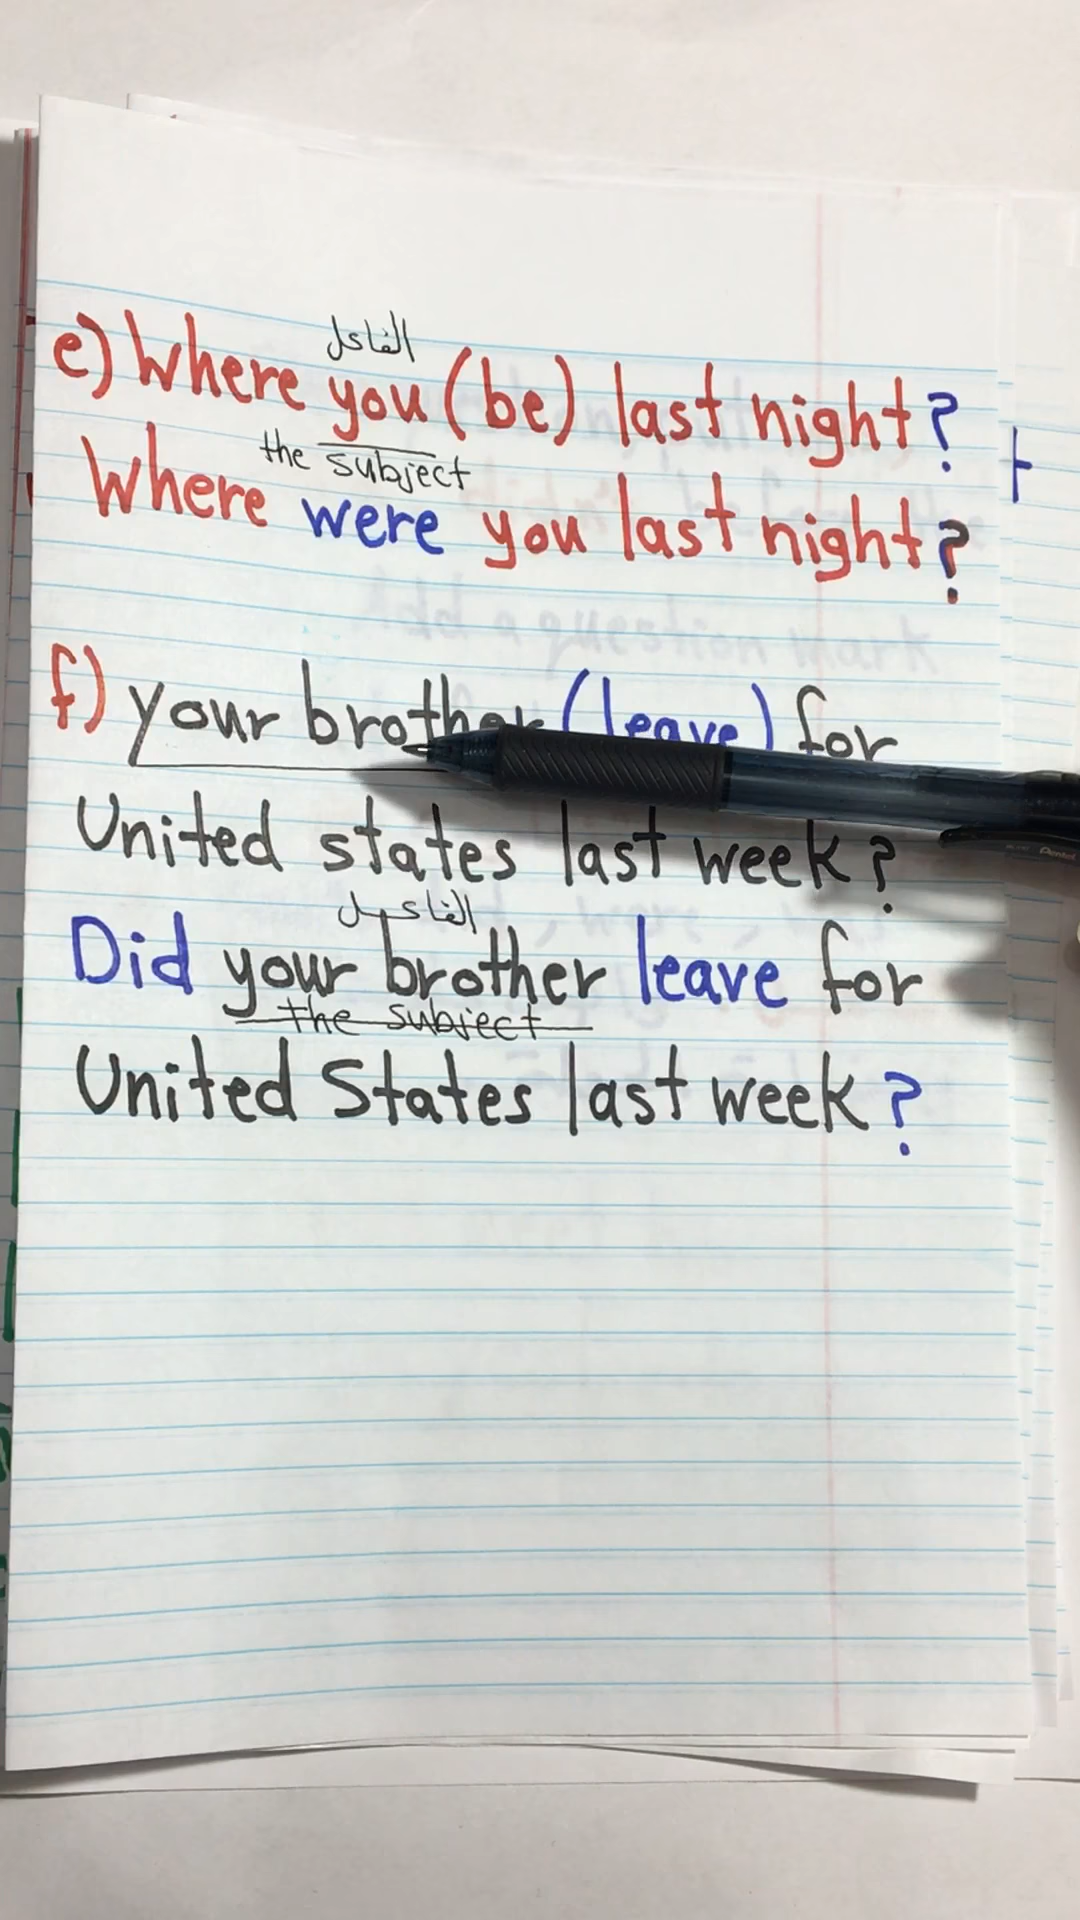 الفاعل
e) Where you (be) last night?
the subject
Where were you last night?
f) your brother (leave) for
United states last week?
الفاعل
Did your brother leave for
the subject
United States last week?
Pentel